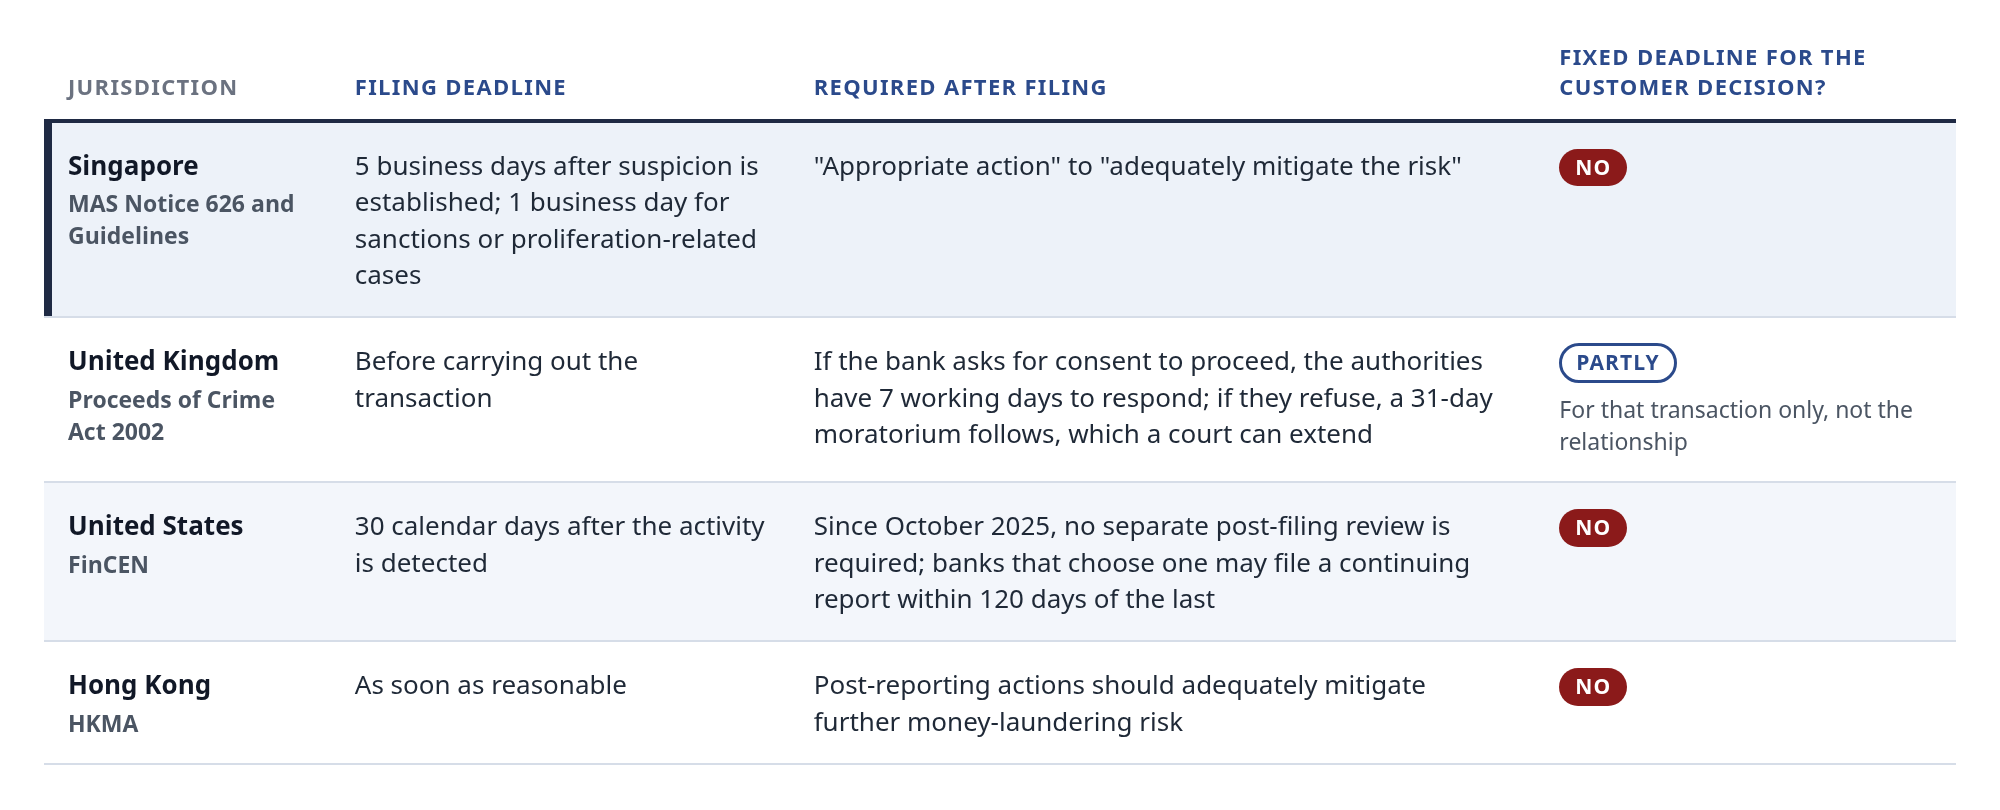 JURISDICTION
FILING DEADLINE
REQUIRED AFTER FILING
FIXED DEADLINE FOR THE
CUSTOMER DECISION?
Singapore
MAS Notice 626 and
Guidelines
5 business days after suspicion is
established; 1 business day for
sanctions or proliferation-related
cases
"Appropriate action" to "adequately mitigate the risk"
NO
United Kingdom
Proceeds of Crime
Act 2002
Before carrying out the
transaction
If the bank asks for consent to proceed, the authorities
have 7 working days to respond; if they refuse, a 31-day
moratorium follows, which a court can extend
PARTLY
For that transaction only, not the
relationship
United States
FinCEN
30 calendar days after the activity
is detected
Since October 2025, no separate post-filing review is
required; banks that choose one may file a continuing
report within 120 days of the last
NO
Hong Kong
HKMA
As soon as reasonable
Post-reporting actions should adequately mitigate
further money-laundering risk
NO